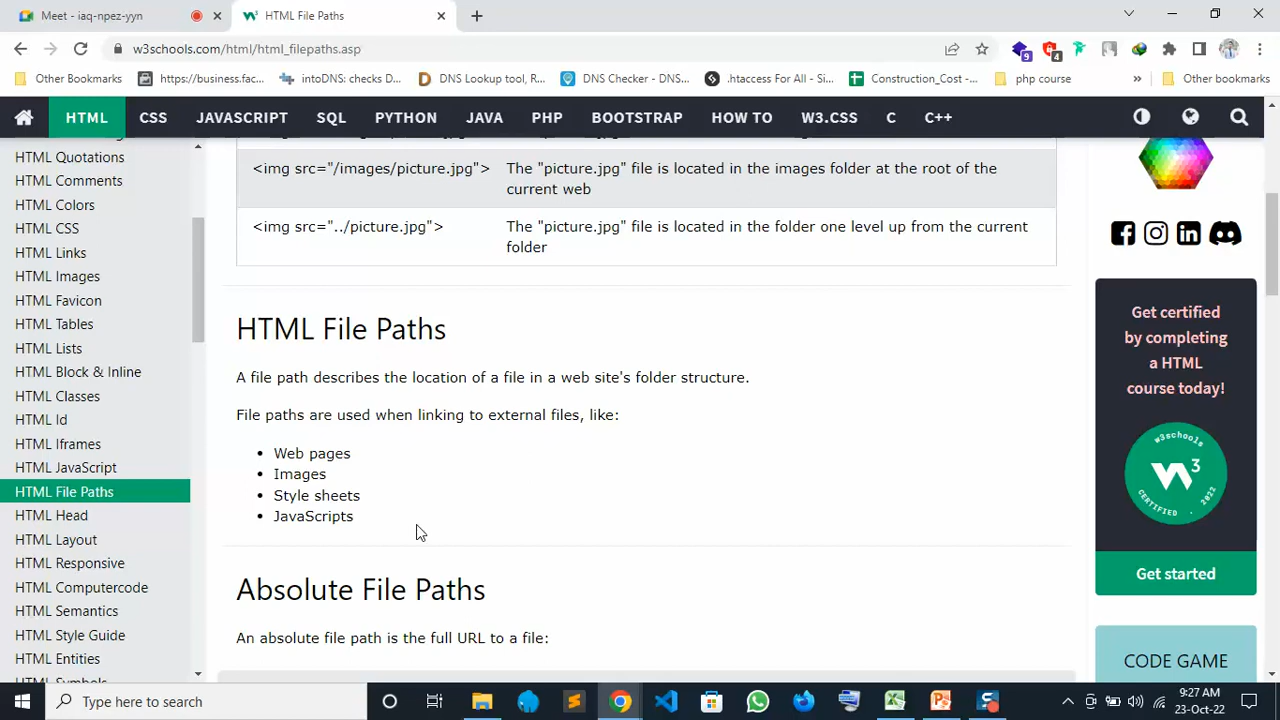 Meet - iaq-npez-yyn
HTML File Paths
w3schools.com/html/html_filepaths.asp
9
4
Other Bookmarks
https://business.fac...
intoDNS: checks D...
DNS Lookup tool, R...
DNS Checker - DNS...
.htaccess For All - Si...
Construction_Cost -...
php course
»
Other bookmarks
HTML
CSS
JAVASCRIPT
SQL
PYTHON
JAVA
PHP
BOOTSTRAP
HOW TO
W3.CSS
C
C++
HTML Quotations
HTML Comments
HTML Colors
HTML CSS
HTML Links
HTML Images
HTML Favicon
HTML Tables
HTML Lists
HTML Block & Inline
HTML Classes
HTML Id
HTML Iframes
HTML JavaScript
HTML File Paths
HTML Head
HTML Layout
HTML Responsive
HTML Computercode
HTML Semantics
HTML Style Guide
HTML Entities
HTML Symbols
<img src="/images/picture.jpg">
The "picture.jpg" file is located in the images folder at the root of the
current web
<img src="../picture.jpg">
The "picture.jpg" file is located in the folder one level up from the current
folder
HTML File Paths
A file path describes the location of a file in a web site's folder structure.
File paths are used when linking to external files, like:
• Web pages
• Images
• Style sheets
• JavaScripts
Absolute File Paths
An absolute file path is the full URL to a file:
Get certified
by completing
a HTML
course today!
w3schools
W3
CERTIFIED . 2022
Get started
CODE GAME
Type here to search
9:27 AM
23-Oct-22